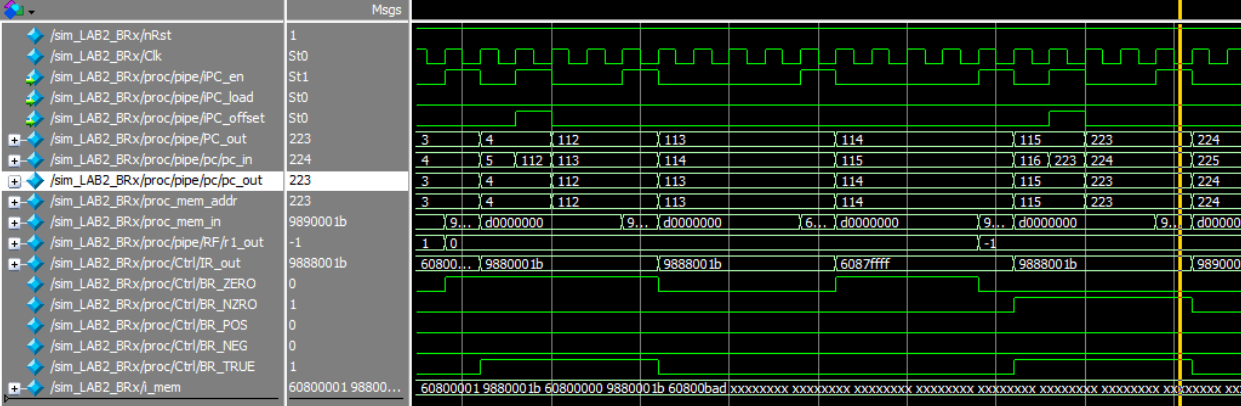 Msgs
/sim_LAB2_BRx/nRst 1
/sim_LAB2_BRx/Clk St0
/sim_LAB2_BRx/proc/pipe/iPC_en St1
/sim_LAB2_BRx/proc/pipe/iPC_load St0
/sim_LAB2_BRx/proc/pipe/iPC_offset St0
/sim_LAB2_BRx/proc/pipe/PC_out 223 3 4 112 113 114 115 223 224
/sim_LAB2_BRx/proc/pipe/pc/pc_in 224 4 5 112 113 114 115 116 223 224 225
/sim_LAB2_BRx/proc/pipe/pc/pc_out 223 3 4 112 113 114 115 223 224
/sim_LAB2_BRx/proc_mem_addr 223 3 4 112 113 114 115 223 224
/sim_LAB2_BRx/proc_mem_in 9890001b 9... d0000000 9... d0000000 6... d0000000 9... d0000000 9... d00000
/sim_LAB2_BRx/proc/pipe/RF/r1_out -1 1 0 -1
/sim_LAB2_BRx/proc/Ctrl/IR_out 9888001b 60800... 9880001b 9888001b 6087ffff 9888001b 989000
/sim_LAB2_BRx/proc/Ctrl/BR_ZERO 0
/sim_LAB2_BRx/proc/Ctrl/BR_NZRO 1
/sim_LAB2_BRx/proc/Ctrl/BR_POS 0
/sim_LAB2_BRx/proc/Ctrl/BR_NEG 0
/sim_LAB2_BRx/proc/Ctrl/BR_TRUE 1
/sim_LAB2_BRx/i_mem 60800001 98800... 60800001 9880001b 60800000 9880001b 60800bad xxxxxxxx xxxxxxxx xxxxxxxx xxxxxxxx xxxxxxxx xxxxxxxx xxxxxxxx xxxxxxxx xxxxxxxx xx